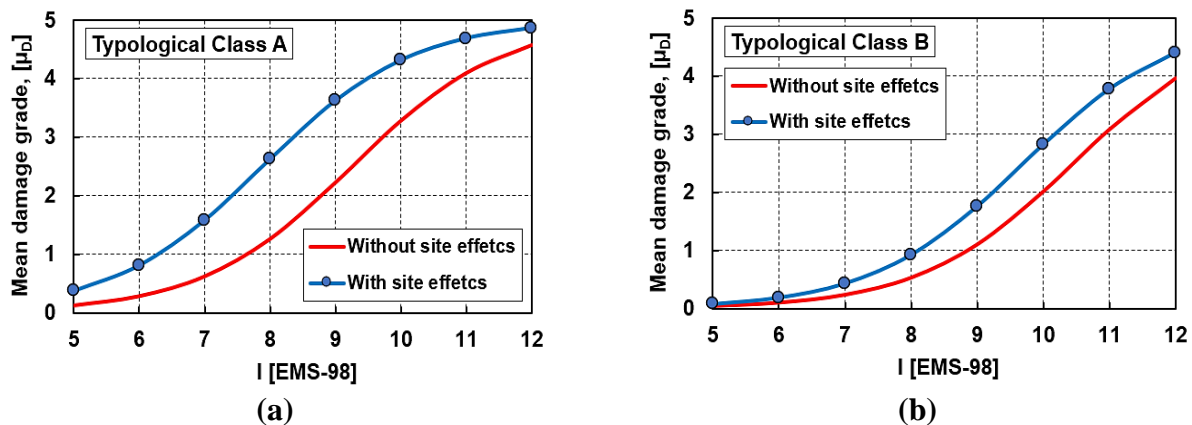 5
4
3
2
1
0
Mean damage grade, [μD]
Typological Class A
Without site effetcs
With site effetcs
5 6 7 8 9 10 11 12
I [EMS-98]
(a)
5
4
3
2
1
0
Mean damage grade, [μD]
Typological Class B
Without site effetcs
With site effetcs
5 6 7 8 9 10 11 12
I [EMS-98]
(b)